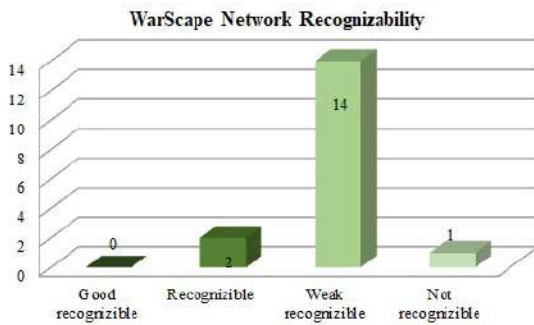 WarScape Network Recognizability
14
12
10
8
6
4
2
0
0
2
14
1
Good recognizible
Recognizible
Weak recognizible
Not recognizible